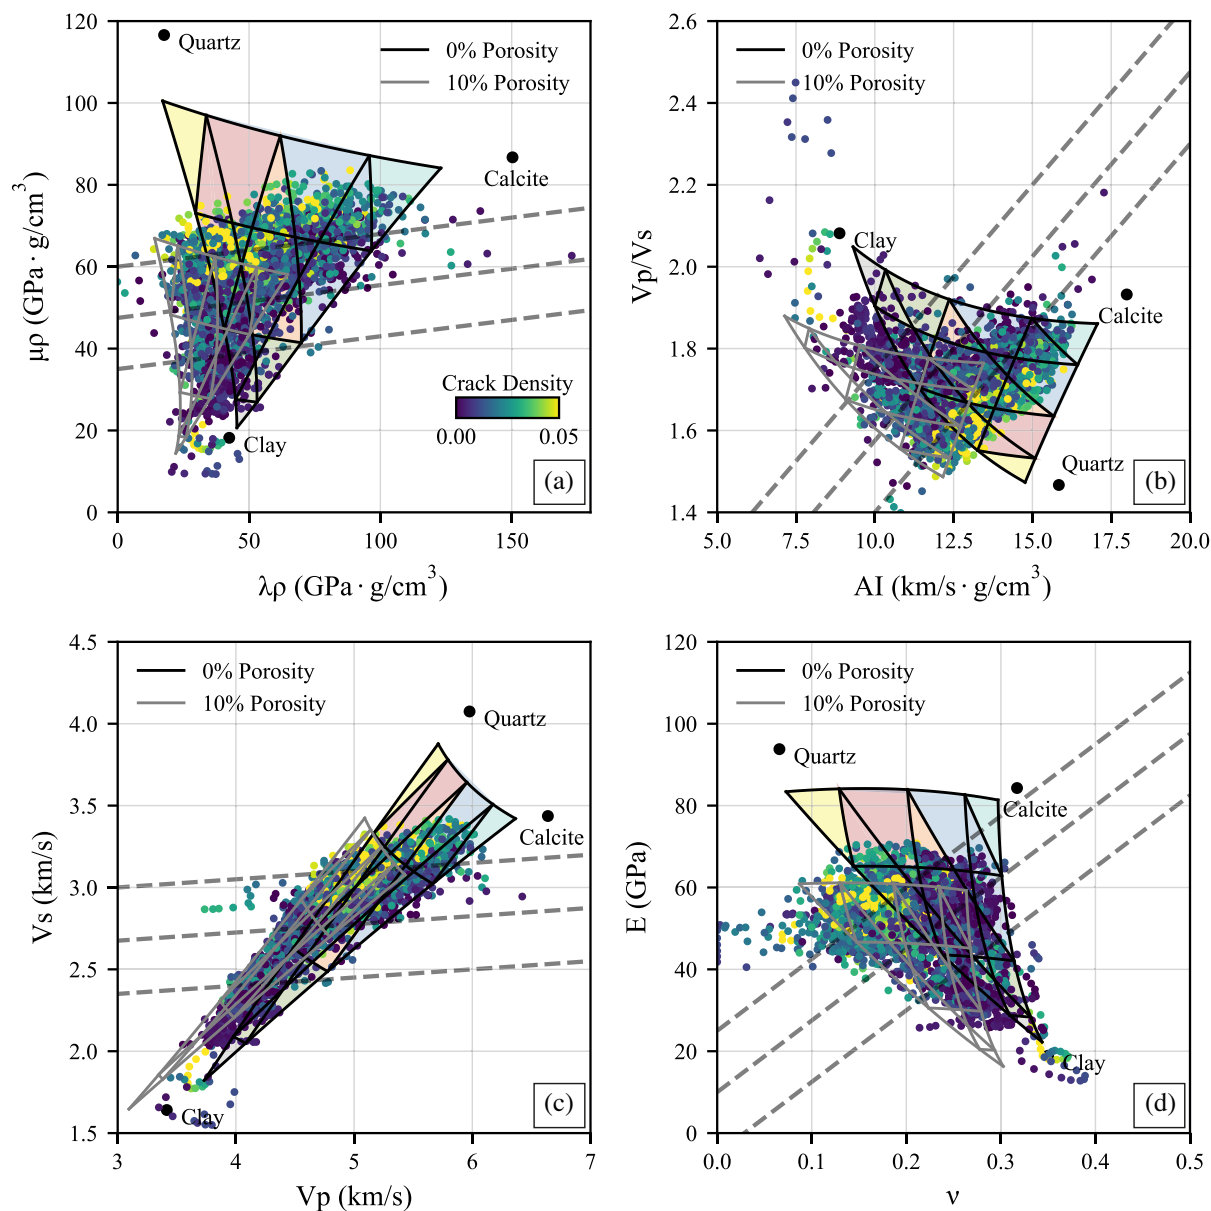 120
100
80
60
40
20
0
μρ (GPa · g/cm³)
Quartz
0% Porosity
10% Porosity
Calcite
Crack Density
0.00 0.05
Clay
(a)
0 50 100 150
λρ (GPa · g/cm³)
2.6
2.4
2.2
2.0
1.8
1.6
1.4
Vp/Vs
0% Porosity
10% Porosity
Clay
Calcite
Quartz
(b)
5.0 7.5 10.0 12.5 15.0 17.5 20.0
AI (km/s · g/cm³)
4.5
4.0
3.5
3.0
2.5
2.0
1.5
Vs (km/s)
0% Porosity
10% Porosity
Quartz
Calcite
Clay
(c)
3 4 5 6 7
Vp (km/s)
120
100
80
60
40
20
0
E (GPa)
0% Porosity
10% Porosity
Quartz
Calcite
Clay
(d)
0.0 0.1 0.2 0.3 0.4 0.5
ν